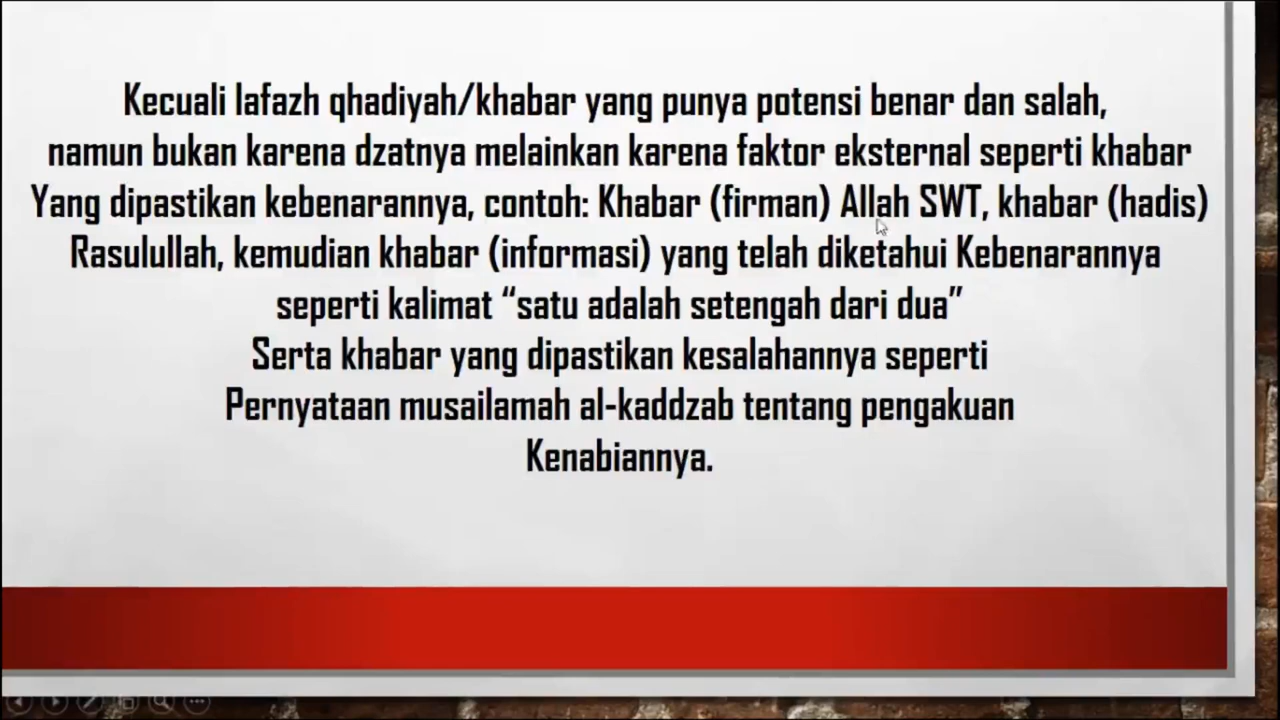 Kecuali lafazh qhadiyah/khabar yang punya potensi benar dan salah,
namun bukan karena dzatnya melainkan karena faktor eksternal seperti khabar
Yang dipastikan kebenarannya, contoh: Khabar (firman) Allah SWT, khabar (hadis)
Rasulullah, kemudian khabar (informasi) yang telah diketahui Kebenarannya
seperti kalimat “satu adalah setengah dari dua”
Serta khabar yang dipastikan kesalahannya seperti
Pernyataan musailamah al-kaddzab tentang pengakuan
Kenabiannya.